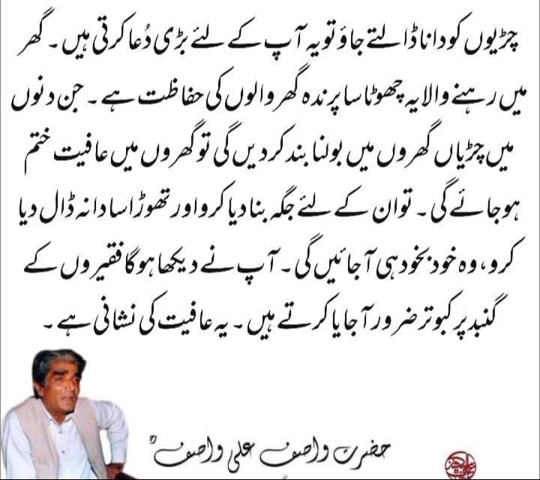 چڑیوں کو دانا ڈالتے جاؤ تو یہ آپ کے لئے بڑی دُعا کرتی ہیں۔ گھر
میں رہنے والا یہ چھوٹا سا پرندہ گھر والوں کی حفاظت ہے۔ جن دنوں
میں چڑیاں گھروں میں بولنا بند کر دیں گی تو گھروں میں عافیت ختم
ہو جائے گی۔ تو ان کے لئے جگہ بنا دیا کرو اور تھوڑا سا دانہ ڈال دیا
کرو، وہ خود بخود ہی آ جائیں گی۔ آپ نے دیکھا ہو گا فقیروں کے
گنبد پر کبوتر ضرور آ جایا کرتے ہیں۔ یہ عافیت کی نشانی ہے۔
حضرت واصف علی واصفؒ